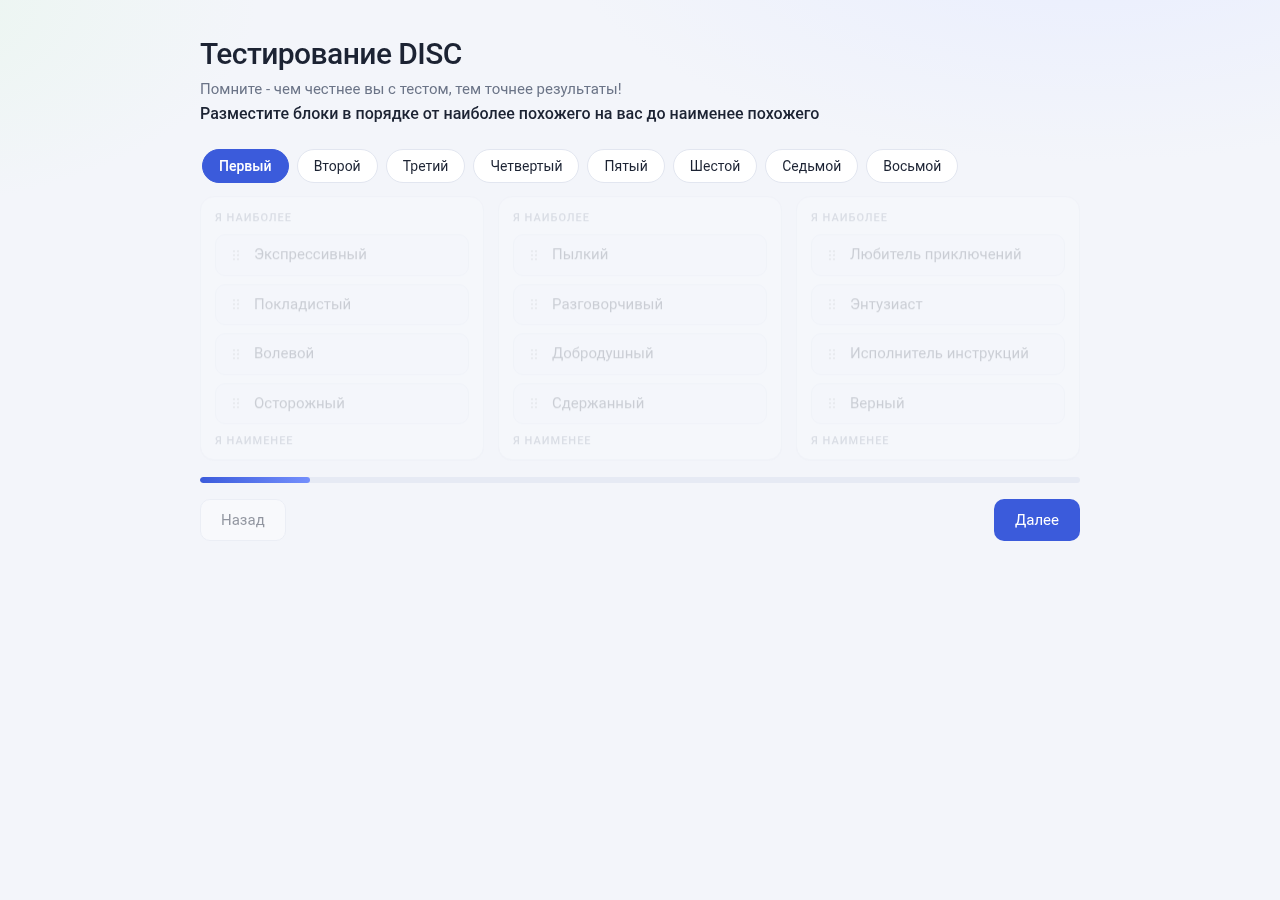 Тестирование DISC
Помните - чем честнее вы с тестом, тем точнее результаты!
Разместите блоки в порядке от наиболее похожего на вас до наименее похожего
Первый Второй Третий Четвертый Пятый Шестой Седьмой Восьмой
Я НАИБОЛЕЕ
Экспрессивный
Покладистый
Волевой
Осторожный
Я НАИМЕНЕЕ
Я НАИБОЛЕЕ
Пылкий
Разговорчивый
Добродушный
Сдержанный
Я НАИМЕНЕЕ
Я НАИБОЛЕЕ
Любитель приключений
Энтузиаст
Исполнитель инструкций
Верный
Я НАИМЕНЕЕ
Назад
Далее